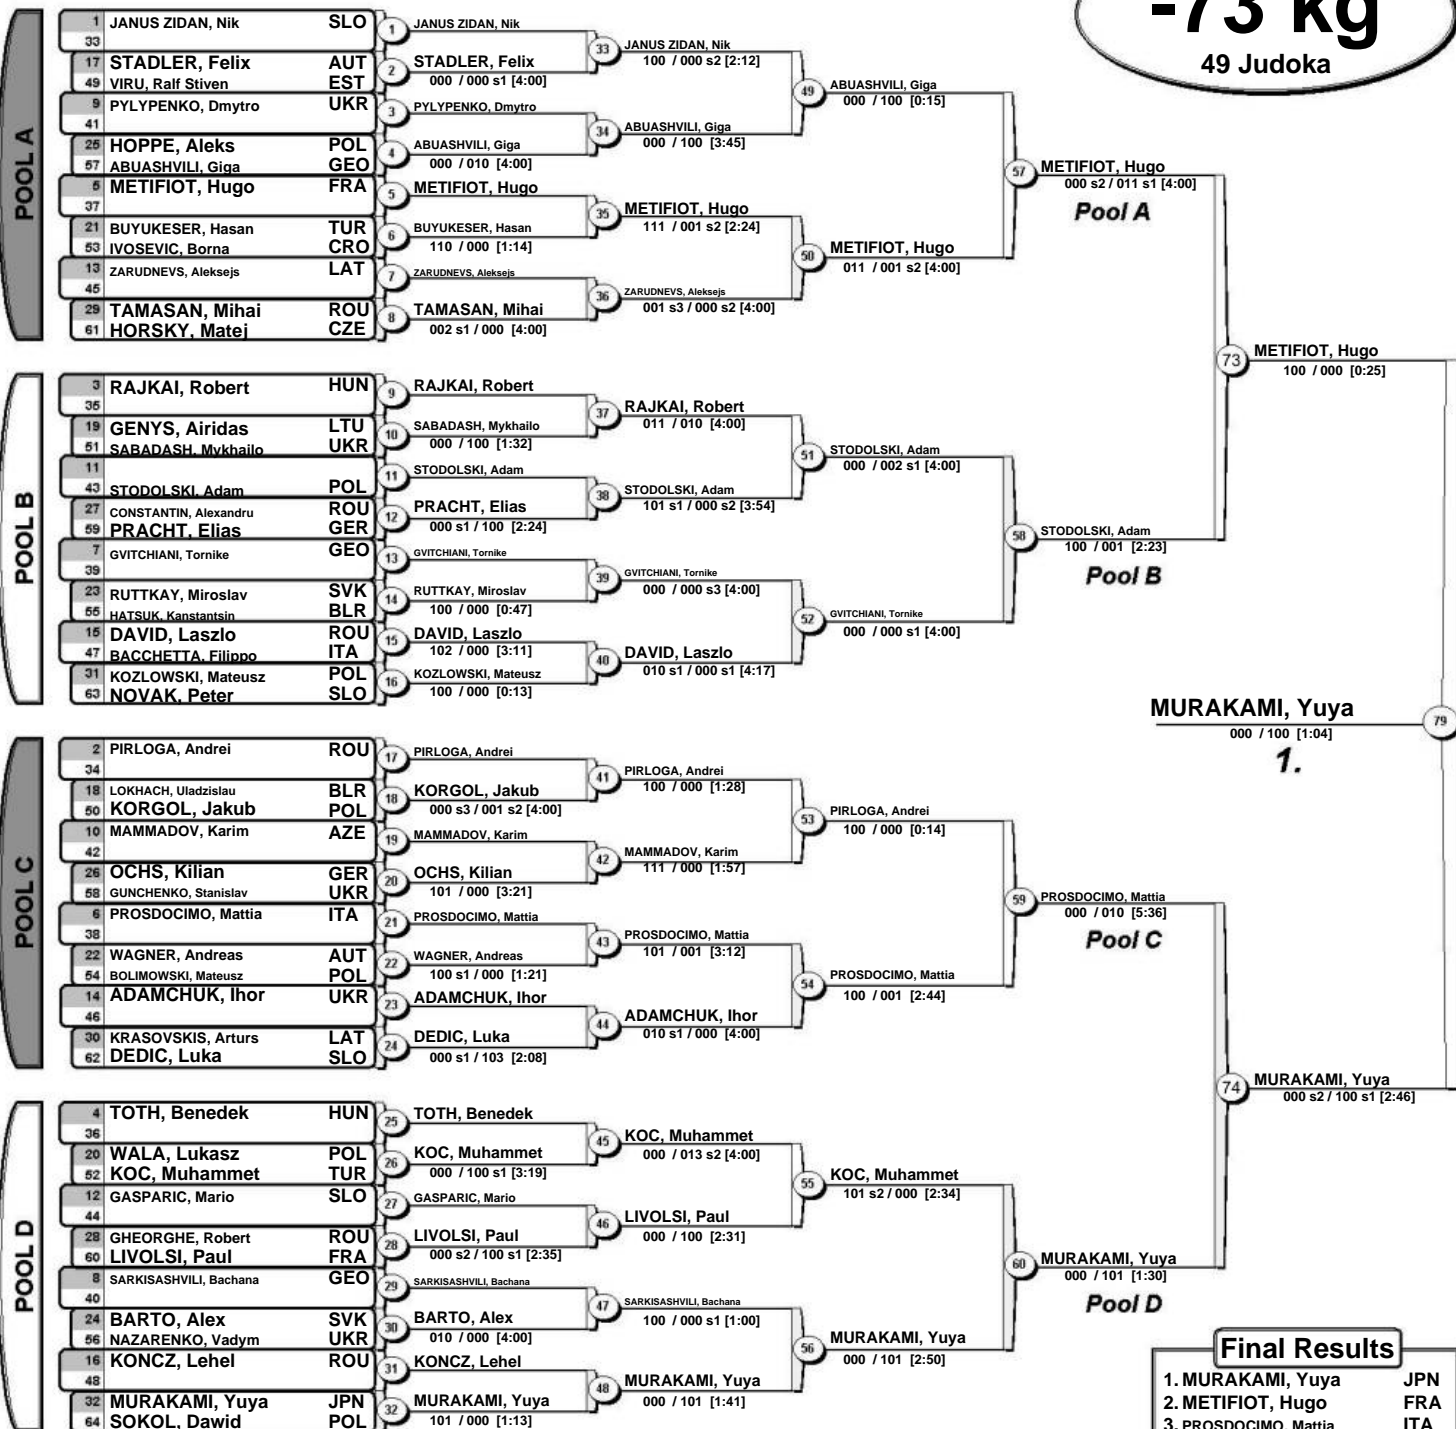 -73 kg
49 Judoka
POOL A
1 JANUS ZIDAN, Nik SLO
33
17 STADLER, Felix AUT
49 VIRU, Ralf Stiven EST
9 PYLYPENKO, Dmytro UKR
41
25 HOPPE, Aleks POL
57 ABUASHVILI, Giga GEO
5 METIFIOT, Hugo FRA
37
21 BUYUKESER, Hasan TUR
53 IVOSEVIC, Borna CRO
13 ZARUDNEVS, Aleksejs LAT
45
29 TAMASAN, Mihai ROU
61 HORSKY, Matej CZE
1 JANUS ZIDAN, Nik
2 STADLER, Felix
000 / 000 s1 [4:00]
3 PYLYPENKO, Dmytro
4 ABUASHVILI, Giga
000 / 010 [4:00]
5 METIFIOT, Hugo
6 BUYUKESER, Hasan
110 / 000 [1:14]
7 ZARUDNEVS, Aleksejs
8 TAMASAN, Mihai
002 s1 / 000 [4:00]
33 JANUS ZIDAN, Nik
100 / 000 s2 [2:12]
34 ABUASHVILI, Giga
000 / 100 [3:45]
35 METIFIOT, Hugo
111 / 001 s2 [2:24]
36 ZARUDNEVS, Aleksejs
001 s3 / 000 s2 [4:00]
49 ABUASHVILI, Giga
000 / 100 [0:15]
50 METIFIOT, Hugo
011 / 001 s2 [4:00]
57 METIFIOT, Hugo
000 s2 / 011 s1 [4:00]
Pool A
POOL B
3 RAJKAI, Robert HUN
35
19 GENYS, Airidas LTU
51 SABADASH, Mykhailo UKR
11
43 STODOLSKI, Adam POL
27 CONSTANTIN, Alexandru ROU
59 PRACHT, Elias GER
7 GVITCHIANI, Tornike GEO
39
23 RUTTKAY, Miroslav SVK
55 HATSUK, Kanstantsin BLR
15 DAVID, Laszlo ROU
47 BACCHETTA, Filippo ITA
31 KOZLOWSKI, Mateusz POL
63 NOVAK, Peter SLO
9 RAJKAI, Robert
10 SABADASH, Mykhailo
000 / 100 [1:32]
11 STODOLSKI, Adam
12 PRACHT, Elias
000 s1 / 100 [2:24]
13 GVITCHIANI, Tornike
14 RUTTKAY, Miroslav
100 / 000 [0:47]
15 DAVID, Laszlo
102 / 000 [3:11]
16 KOZLOWSKI, Mateusz
100 / 000 [0:13]
37 RAJKAI, Robert
011 / 010 [4:00]
38 STODOLSKI, Adam
101 s1 / 000 s2 [3:54]
39 GVITCHIANI, Tornike
000 / 000 s3 [4:00]
40 DAVID, Laszlo
010 s1 / 000 s1 [4:17]
51 STODOLSKI, Adam
000 / 002 s1 [4:00]
52 GVITCHIANI, Tornike
000 / 000 s1 [4:00]
58 STODOLSKI, Adam
100 / 001 [2:23]
Pool B
73 METIFIOT, Hugo
100 / 000 [0:25]
MURAKAMI, Yuya 79
000 / 100 [1:04]
1.
POOL C
2 PIRLOGA, Andrei ROU
34
18 LOKHACH, Uladzislau BLR
50 KORGOL, Jakub POL
10 MAMMADOV, Karim AZE
42
26 OCHS, Kilian GER
58 GUNCHENKO, Stanislav UKR
6 PROSDOCIMO, Mattia ITA
38
22 WAGNER, Andreas AUT
54 BOLIMOWSKI, Mateusz POL
14 ADAMCHUK, Ihor UKR
46
30 KRASOVSKIS, Arturs LAT
62 DEDIC, Luka SLO
17 PIRLOGA, Andrei
18 KORGOL, Jakub
000 s3 / 001 s2 [4:00]
19 MAMMADOV, Karim
20 OCHS, Kilian
101 / 000 [3:21]
21 PROSDOCIMO, Mattia
22 WAGNER, Andreas
100 s1 / 000 [1:21]
23 ADAMCHUK, Ihor
24 DEDIC, Luka
000 s1 / 103 [2:08]
41 PIRLOGA, Andrei
100 / 000 [1:28]
42 MAMMADOV, Karim
111 / 000 [1:57]
43 PROSDOCIMO, Mattia
101 / 001 [3:12]
44 ADAMCHUK, Ihor
010 s1 / 000 [4:00]
53 PIRLOGA, Andrei
100 / 000 [0:14]
54 PROSDOCIMO, Mattia
100 / 001 [2:44]
59 PROSDOCIMO, Mattia
000 / 010 [5:36]
Pool C
POOL D
4 TOTH, Benedek HUN
36
20 WALA, Lukasz POL
52 KOC, Muhammet TUR
12 GASPARIC, Mario SLO
44
28 GHEORGHE, Robert ROU
60 LIVOLSI, Paul FRA
8 SARKISASHVILI, Bachana GEO
40
24 BARTO, Alex SVK
56 NAZARENKO, Vadym UKR
16 KONCZ, Lehel ROU
48
32 MURAKAMI, Yuya JPN
64 SOKOL, Dawid POL
25 TOTH, Benedek
26 KOC, Muhammet
000 / 100 s1 [3:19]
27 GASPARIC, Mario
28 LIVOLSI, Paul
000 s2 / 100 s1 [2:35]
29 SARKISASHVILI, Bachana
30 BARTO, Alex
010 / 000 [4:00]
31 KONCZ, Lehel
32 MURAKAMI, Yuya
101 / 000 [1:13]
45 KOC, Muhammet
000 / 013 s2 [4:00]
46 LIVOLSI, Paul
000 / 100 [2:31]
47 SARKISASHVILI, Bachana
100 / 000 s1 [1:00]
48 MURAKAMI, Yuya
000 / 101 [1:41]
55 KOC, Muhammet
101 s2 / 000 [2:34]
56 MURAKAMI, Yuya
000 / 101 [2:50]
60 MURAKAMI, Yuya
000 / 101 [1:30]
Pool D
74 MURAKAMI, Yuya
000 s2 / 100 s1 [2:46]
Final Results
1. MURAKAMI, Yuya JPN
2. METIFIOT, Hugo FRA
3. PROSDOCIMO, Mattia ITA